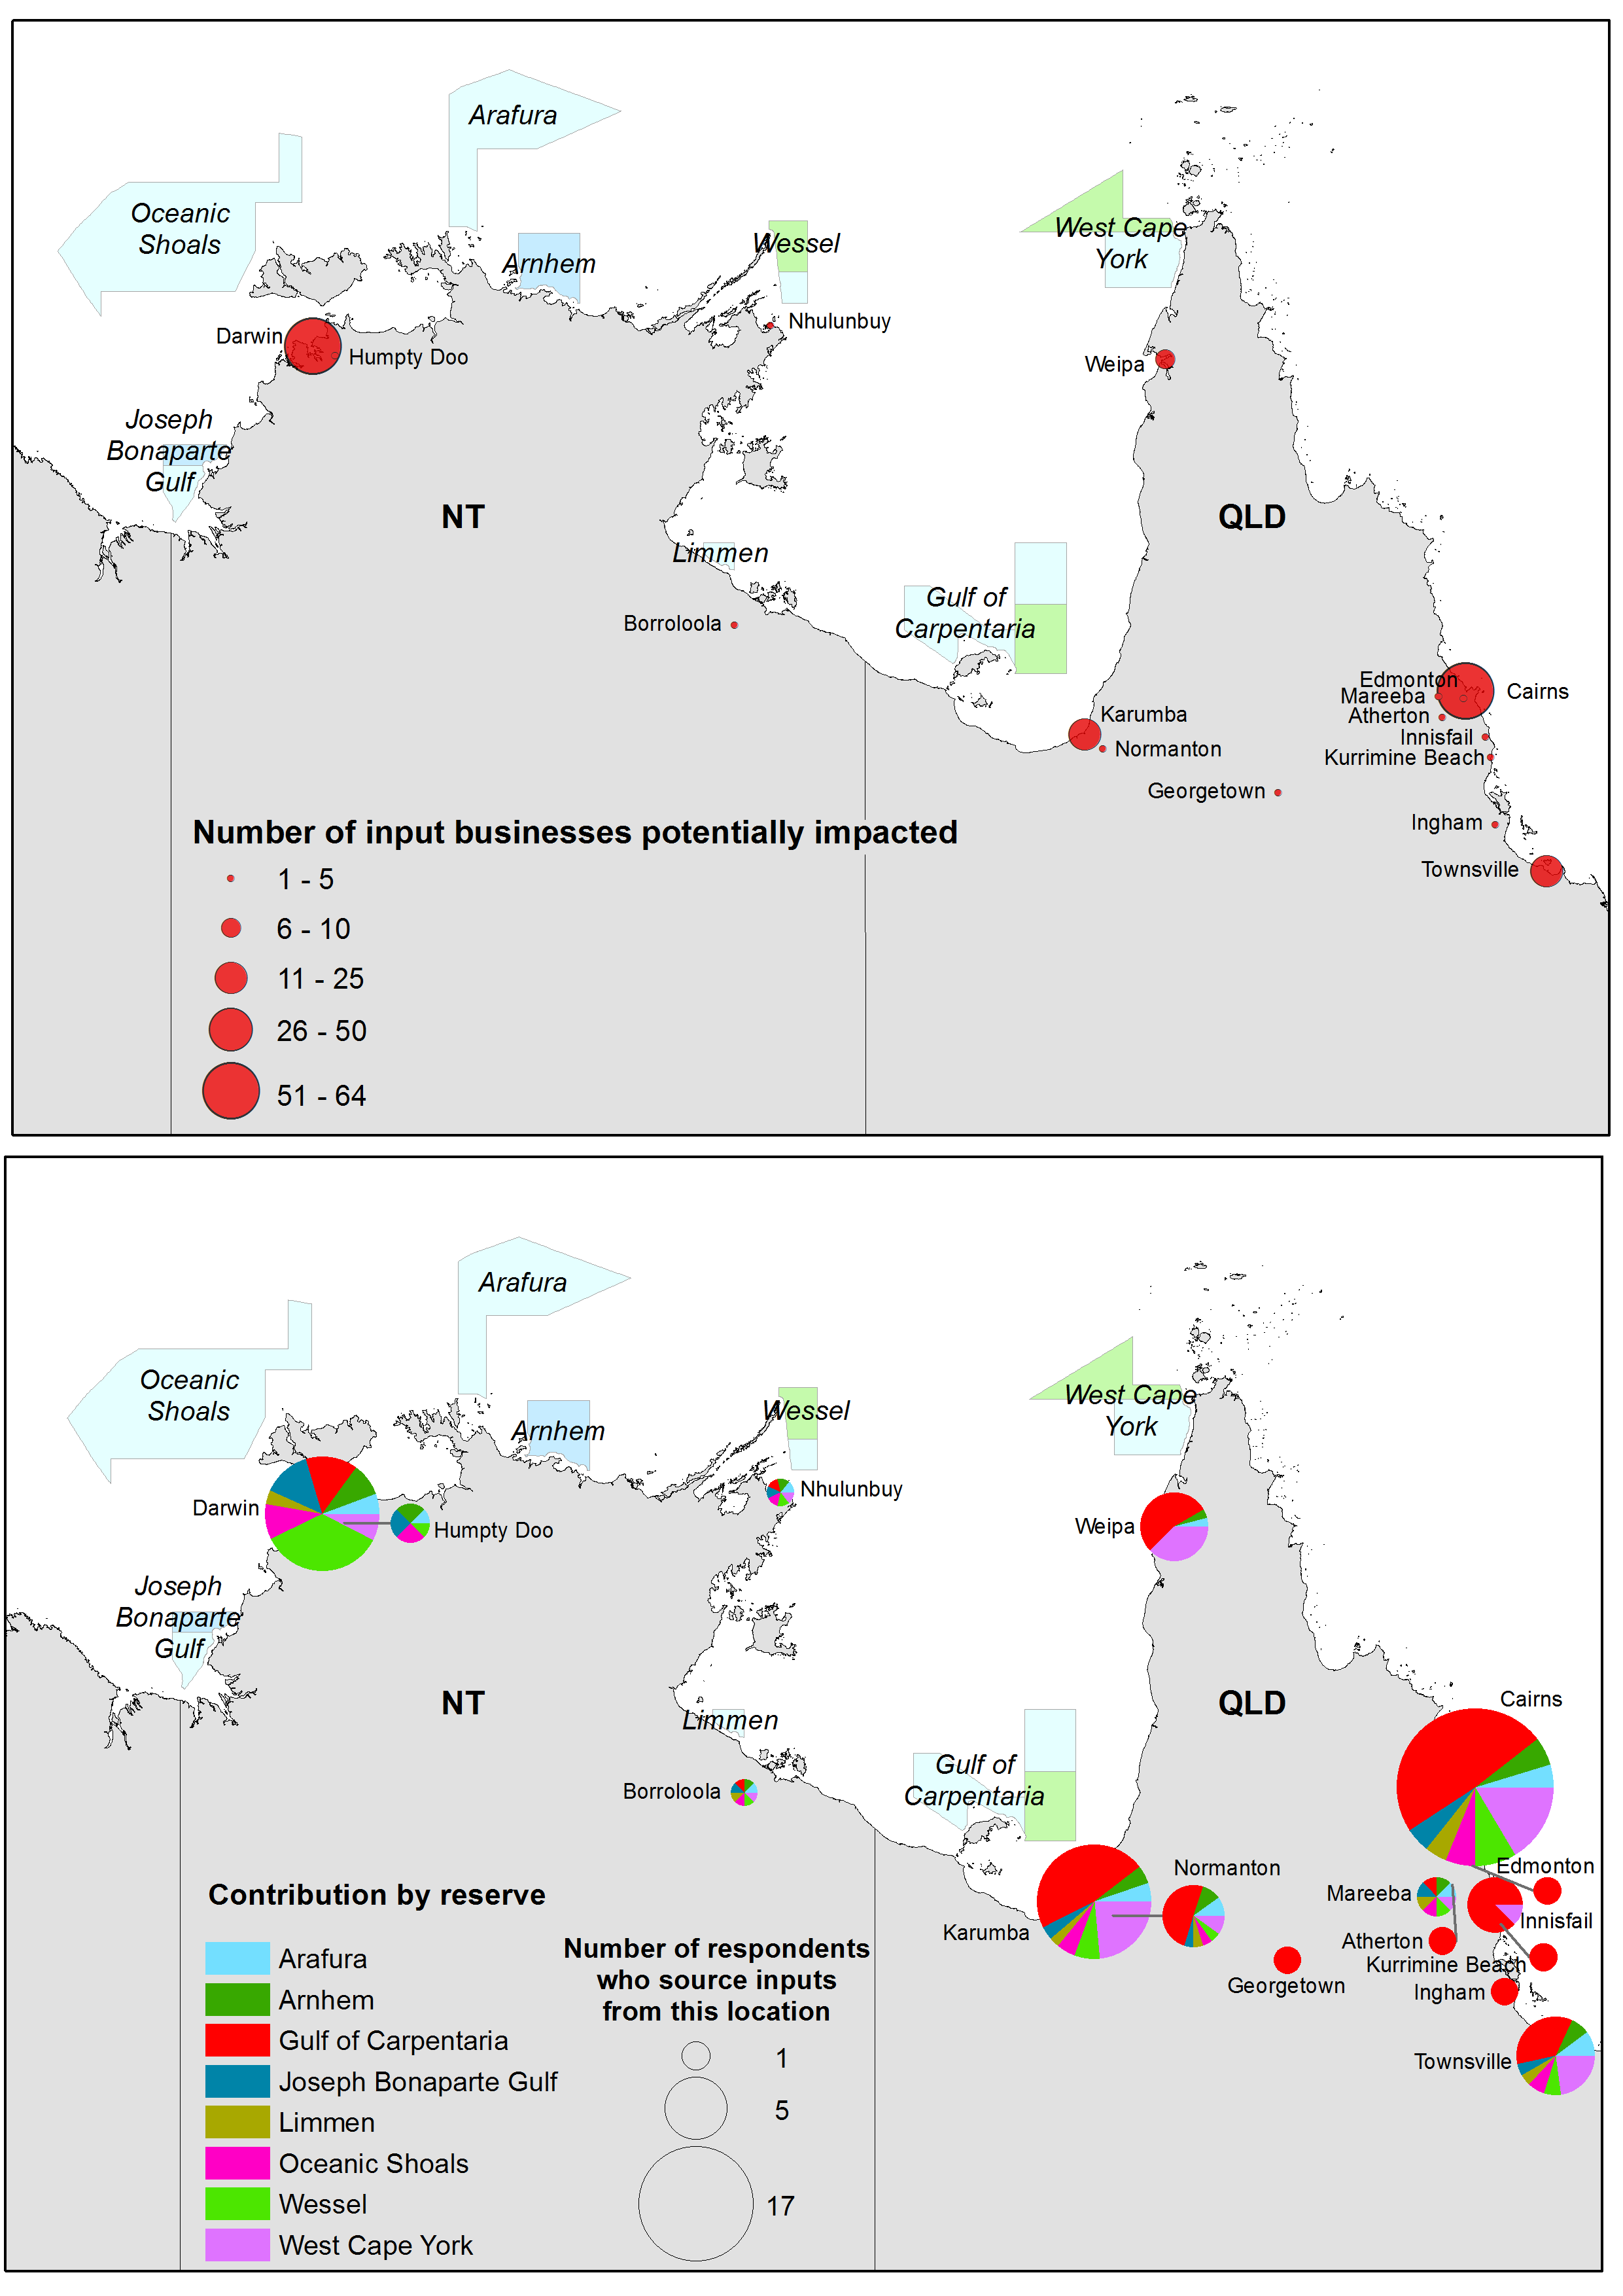 Arafura
Oceanic
Shoals
West Cape
York
Wessel
Arnhem
Nhulunbuy
Darwin
Humpty Doo
Weipa
Joseph
Bonaparte
Gulf
NT
QLD
Limmen
Gulf of
Carpentaria
Borroloola
Edmonton
Cairns
Mareeba
Atherton
Karumba
Innisfail
Normanton
Kurrimine Beach
Georgetown
Ingham
Townsville
Number of input businesses potentially impacted
1 - 5
6 - 10
11 - 25
26 - 50
51 - 64
Arafura
Oceanic
Shoals
West Cape
York
Wessel
Arnhem
Nhulunbuy
Darwin
Humpty Doo
Weipa
Joseph
Bonaparte
Gulf
NT
QLD
Cairns
Limmen
Gulf of
Carpentaria
Borroloola
Edmonton
Normanton
Mareeba
Innisfail
Karumba
Atherton
Kurrimine Beach
Georgetown
Ingham
Townsville
Contribution by reserve
Arafura
Arnhem
Gulf of Carpentaria
Joseph Bonaparte Gulf
Limmen
Oceanic Shoals
Wessel
West Cape York
Number of respondents
who source inputs
from this location
1
5
17